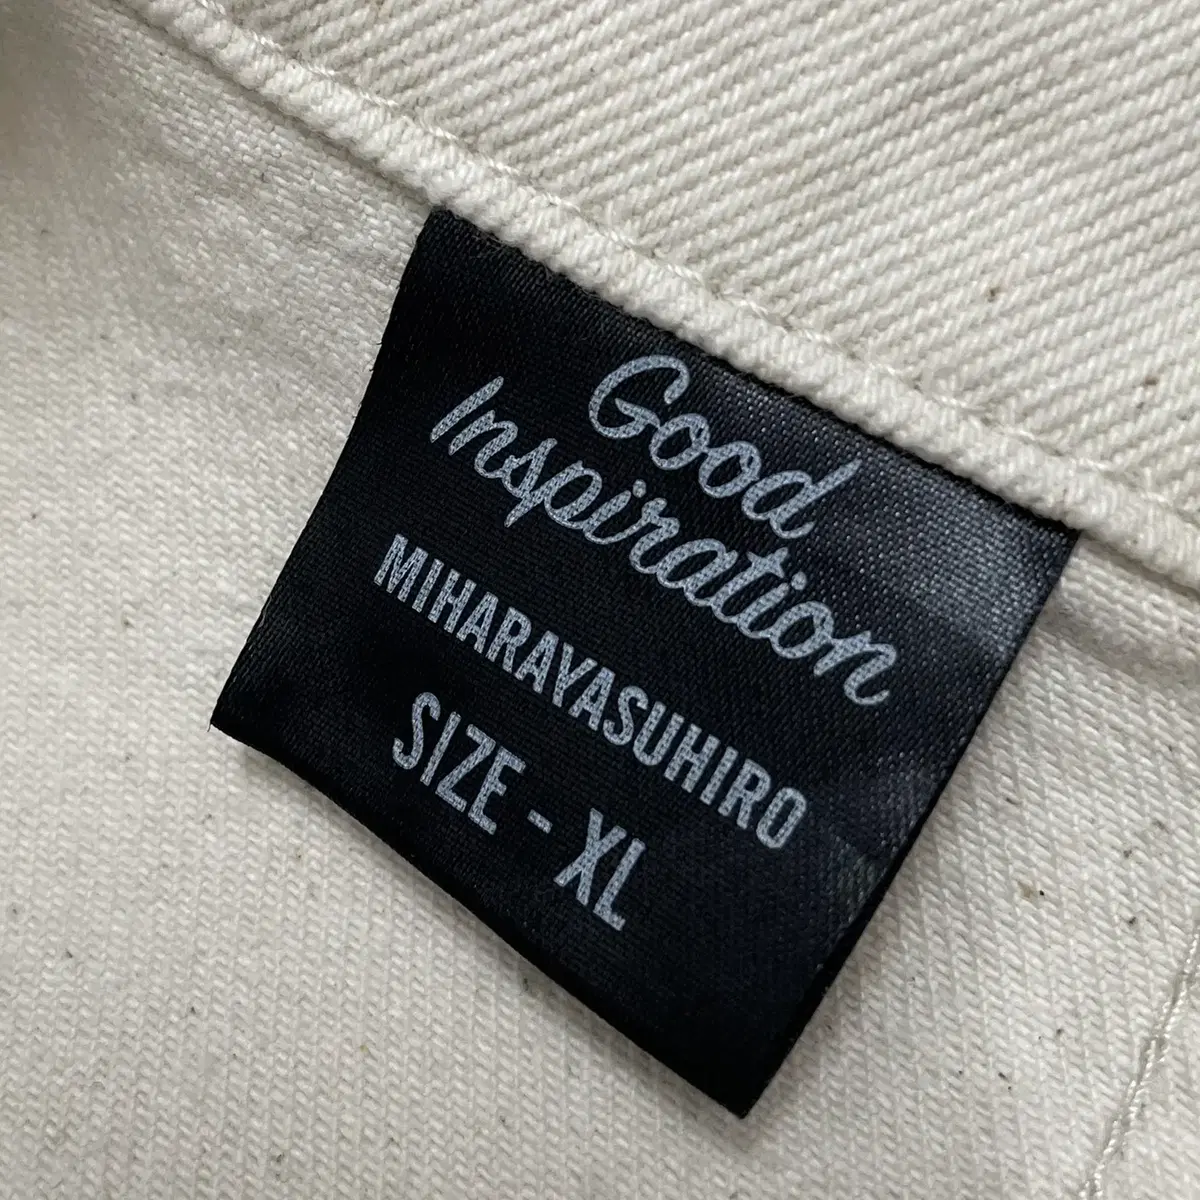 Good
Inspiration
MIHARAYASUHIRO
SIZE - XL